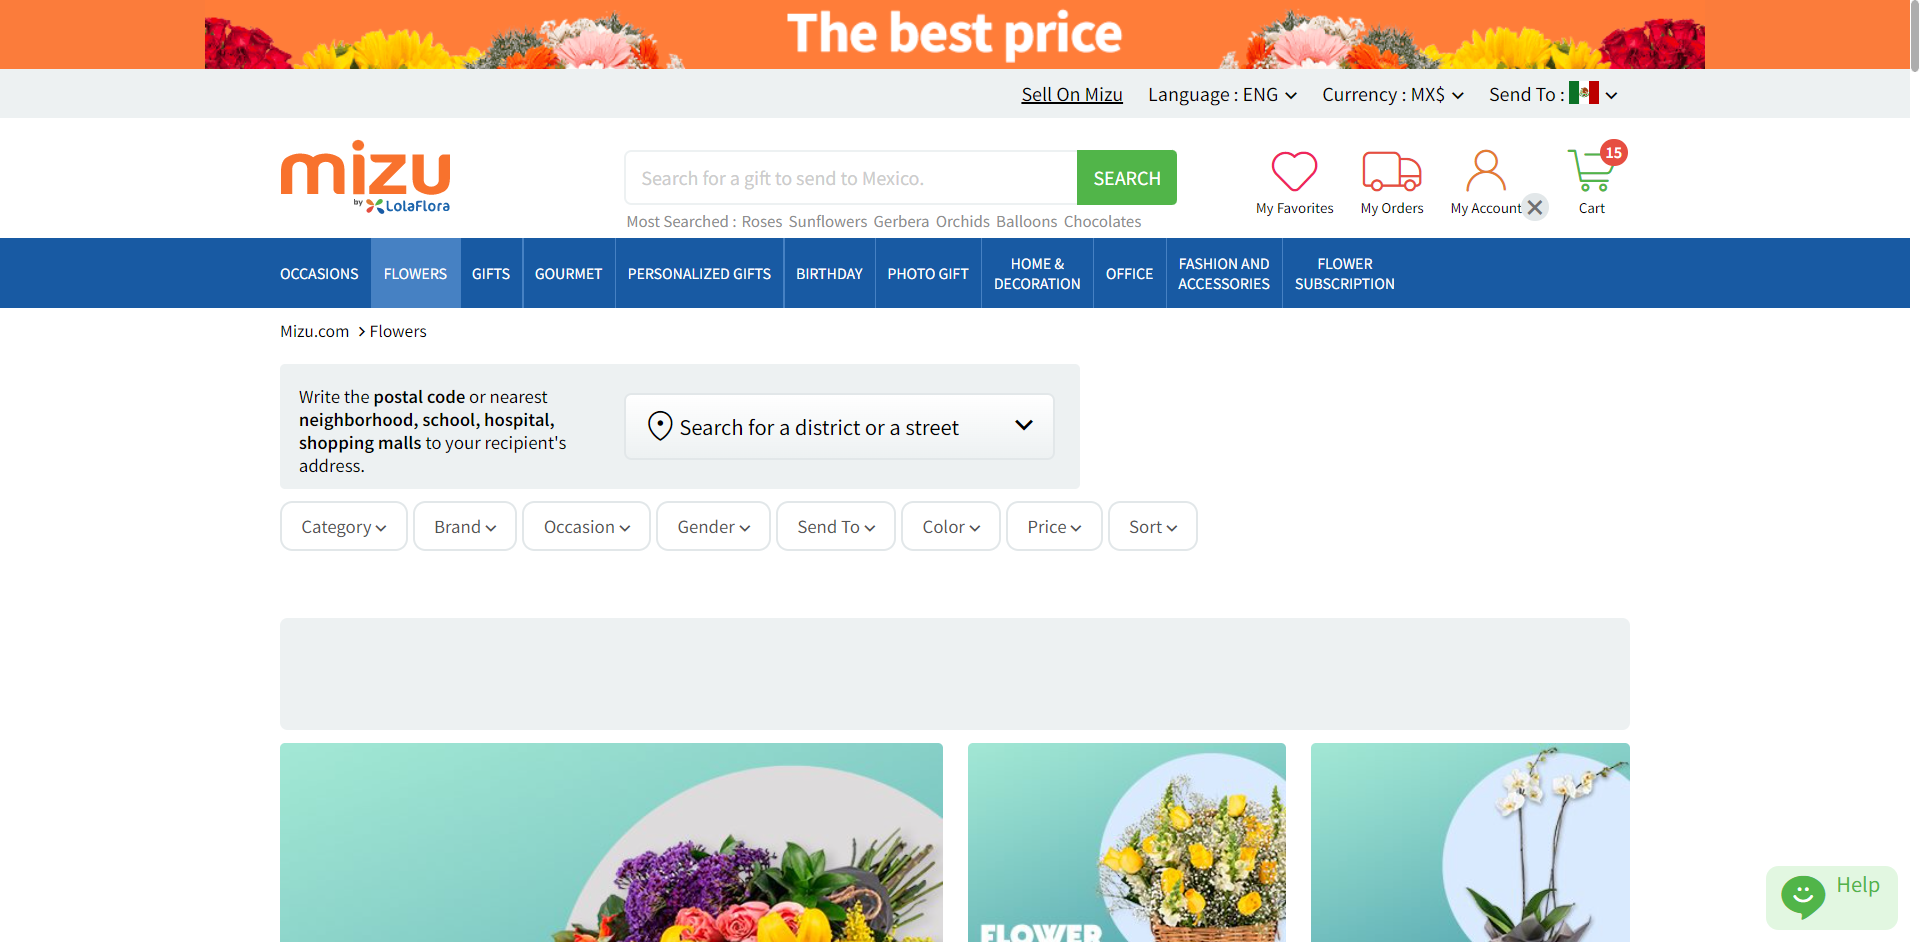 The best price
Sell On Mizu
Language : ENG
Currency : MX$
Send To :
mizu
by LolaFlora
Search for a gift to send to Mexico.
SEARCH
Most Searched : Roses Sunflowers Gerbera Orchids Balloons Chocolates
My Favorites
My Orders
My Account
15
Cart
OCCASIONS
FLOWERS
GIFTS
GOURMET
PERSONALIZED GIFTS
BIRTHDAY
PHOTO GIFT
HOME &
DECORATION
OFFICE
FASHION AND
ACCESSORIES
FLOWER
SUBSCRIPTION
Mizu.com > Flowers
Write the postal code or nearest
neighborhood, school, hospital,
shopping malls to your recipient's
address.
Search for a district or a street
Category
Brand
Occasion
Gender
Send To
Color
Price
Sort
FLOWER
Help